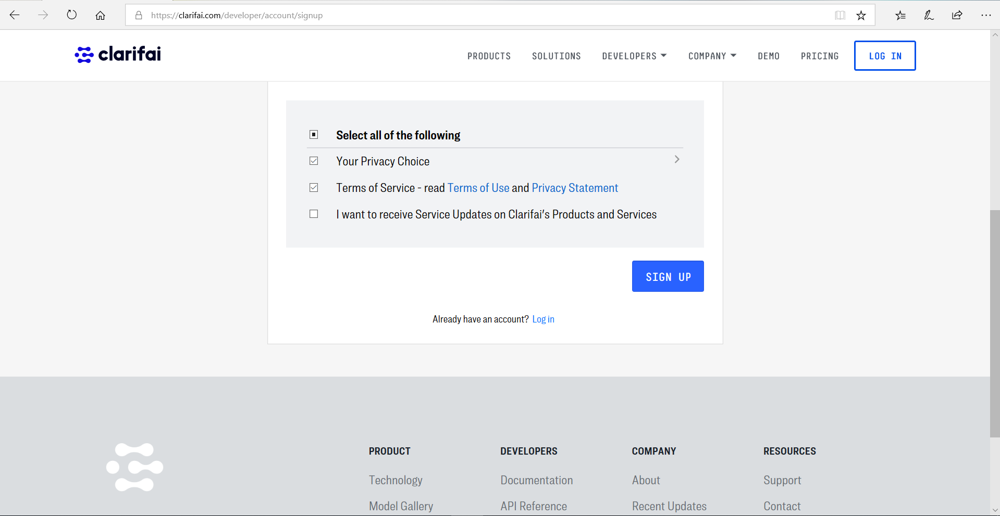 https://clarifai.com/developer/account/signup
clarifai PRODUCTS SOLUTIONS DEVELOPERS COMPANY DEMO PRICING LOG IN
Select all of the following
Your Privacy Choice
Terms of Service - read Terms of Use and Privacy Statement
I want to receive Service Updates on Clarifai's Products and Services
SIGN UP
Already have an account? Log in
PRODUCT DEVELOPERS COMPANY RESOURCES
Technology Documentation About Support
Model Gallery API Reference Recent Updates Contact